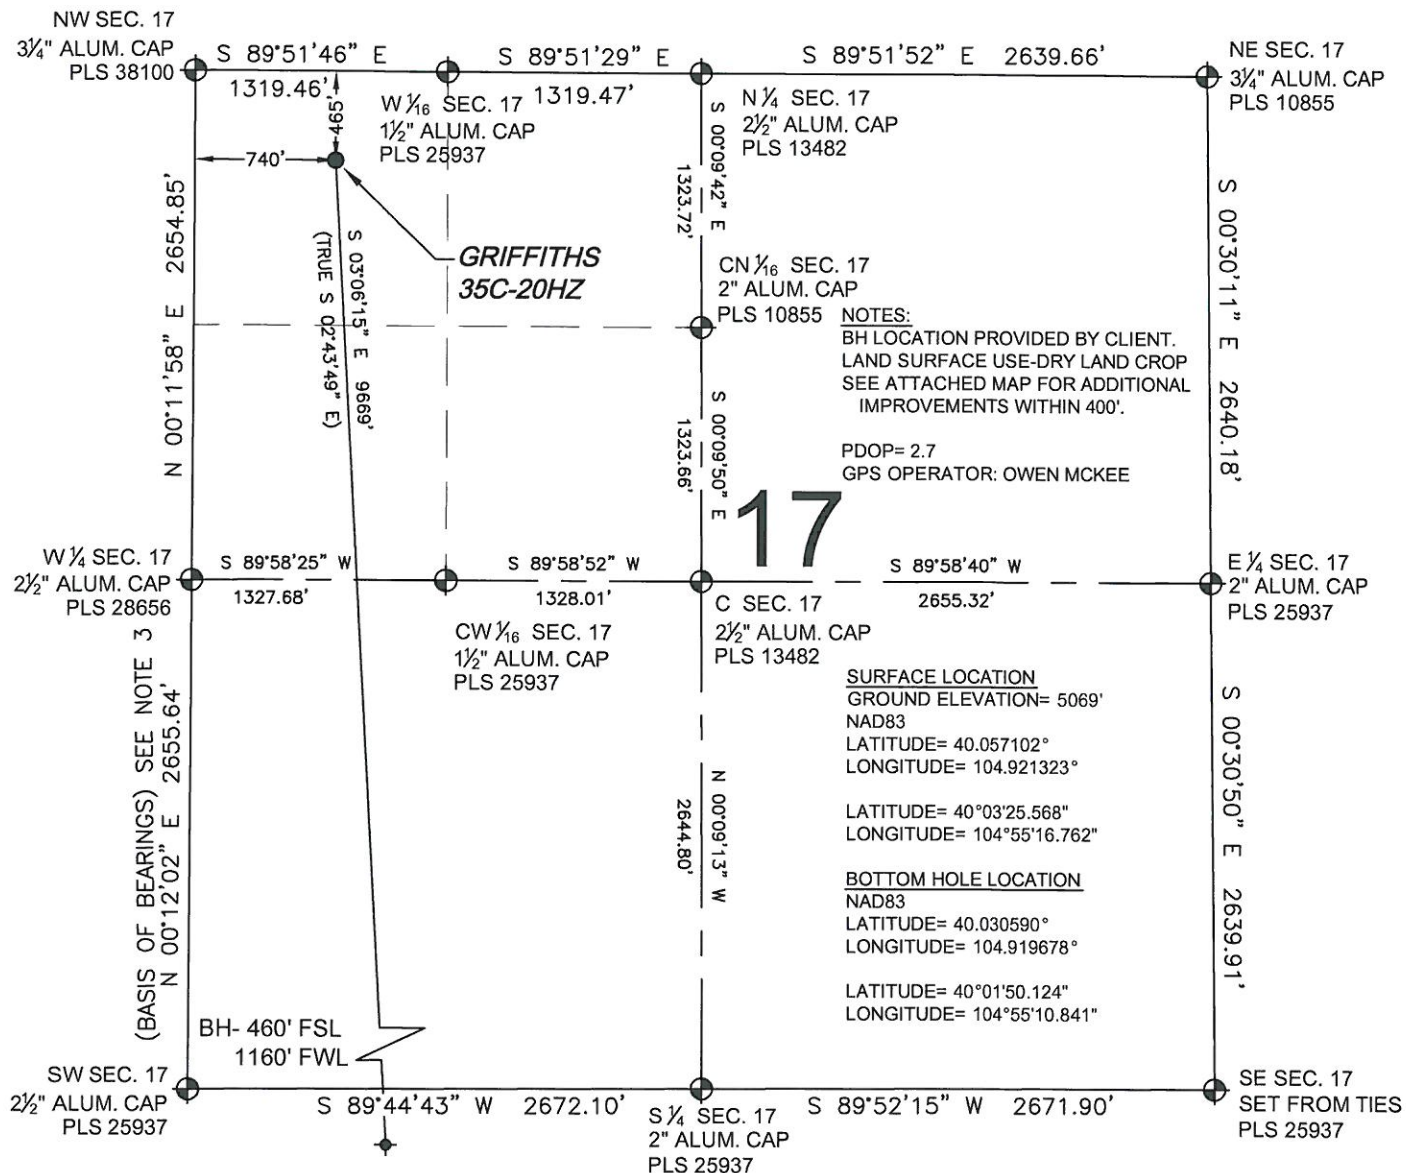 NW SEC. 17
3¼" ALUM. CAP
PLS 38100
S 89°51'46" E
1319.46'
S 89°51'29" E
1319.47'
S 89°51'52" E 2639.66'
NE SEC. 17
3¼" ALUM. CAP
PLS 10855
W 1⁄16 SEC. 17
1½" ALUM. CAP
PLS 25937
N ¼ SEC. 17
2½" ALUM. CAP
PLS 13482
465'
740'
GRIFFITHS
35C-20HZ
N 00°11'58" E 2654.85'
S 03°06'15" E 9669'
(TRUE S 02°43'49" E)
S 00°09'42" E
1323.72'
CN 1⁄16 SEC. 17
2" ALUM. CAP
PLS 10855
S 00°30'11" E 2640.18'
NOTES:
BH LOCATION PROVIDED BY CLIENT.
LAND SURFACE USE-DRY LAND CROP
SEE ATTACHED MAP FOR ADDITIONAL
IMPROVEMENTS WITHIN 400'.
PDOP= 2.7
GPS OPERATOR: OWEN MCKEE
S 00°09'50" E
1323.66'
17
W ¼ SEC. 17
2½" ALUM. CAP
PLS 28656
S 89°58'25" W
1327.68'
S 89°58'52" W
1328.01'
S 89°58'40" W
2655.32'
E ¼ SEC. 17
2" ALUM. CAP
PLS 25937
CW 1⁄16 SEC. 17
1½" ALUM. CAP
PLS 25937
C SEC. 17
2½" ALUM. CAP
PLS 13482
(BASIS OF BEARINGS) SEE NOTE 3
N 00°12'02" E 2655.64'
N 00°09'13" W
2644.80'
SURFACE LOCATION
GROUND ELEVATION= 5069'
NAD83
LATITUDE= 40.057102°
LONGITUDE= 104.921323°
LATITUDE= 40°03'25.568"
LONGITUDE= 104°55'16.762"
BOTTOM HOLE LOCATION
NAD83
LATITUDE= 40.030590°
LONGITUDE= 104.919678°
LATITUDE= 40°01'50.124"
LONGITUDE= 104°55'10.841"
S 00°30'50" E 2639.91'
BH- 460' FSL
1160' FWL
SW SEC. 17
2½" ALUM. CAP
PLS 25937
S 89°44'43" W 2672.10'
S ¼ SEC. 17
2" ALUM. CAP
PLS 25937
S 89°52'15" W 2671.90'
SE SEC. 17
SET FROM TIES
PLS 25937